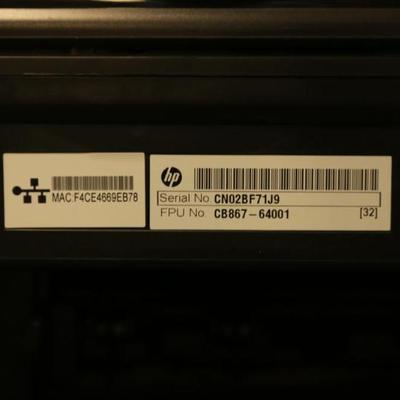 MAC:F4CE4669EB78
hp
Serial No. CN02BF71J9
FPU No. CB867-64001 [32]